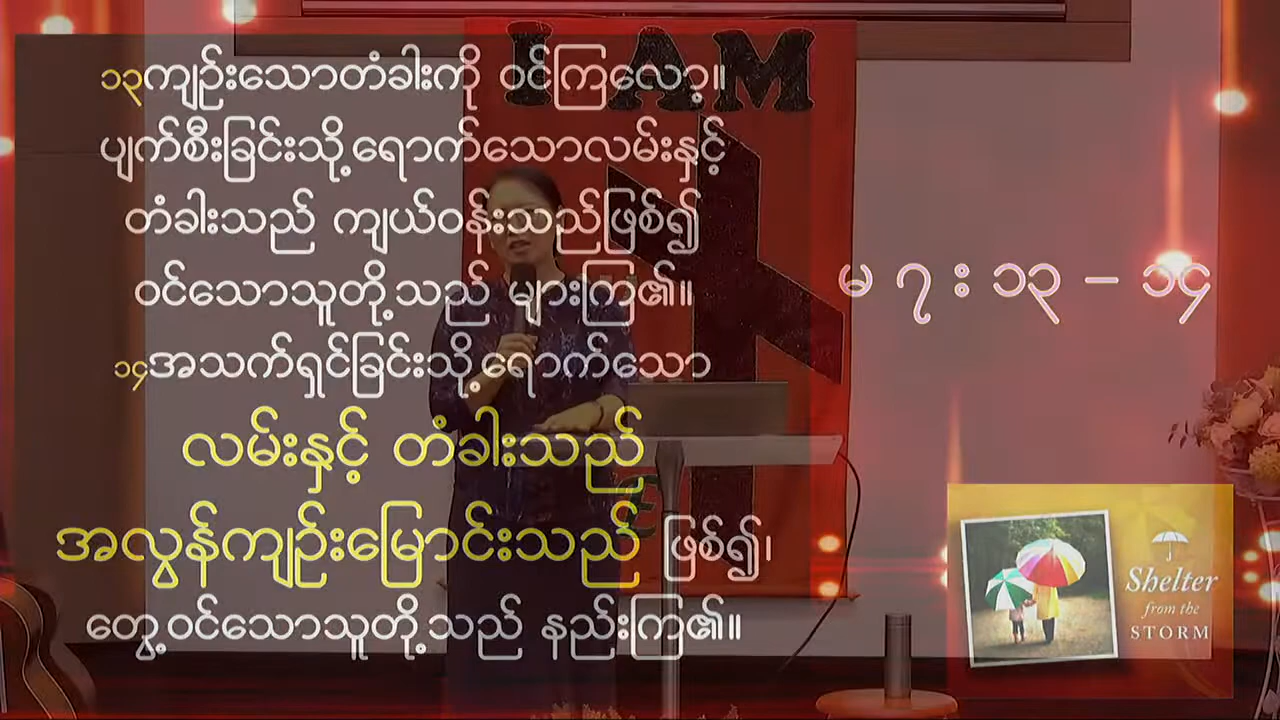 ၁၃ကျဉ်းသောတံခါးကို ဝင်ကြလော့။
ပျက်စီးခြင်းသို့ရောက်သောလမ်းနှင့်
တံခါးသည် ကျယ်ဝန်းသည်ဖြစ်၍
ဝင်သောသူတို့သည် များကြ၏။
၁၄အသက်ရှင်ခြင်းသို့ရောက်သော
လမ်းနှင့် တံခါးသည်
အလွန်ကျဉ်းမြောင်းသည် ဖြစ်၍၊
တွေ့ဝင်သောသူတို့သည် နည်းကြ၏။
မ ၇ : ၁၃ – ၁၄
I AM
Shelter
from the
STORM